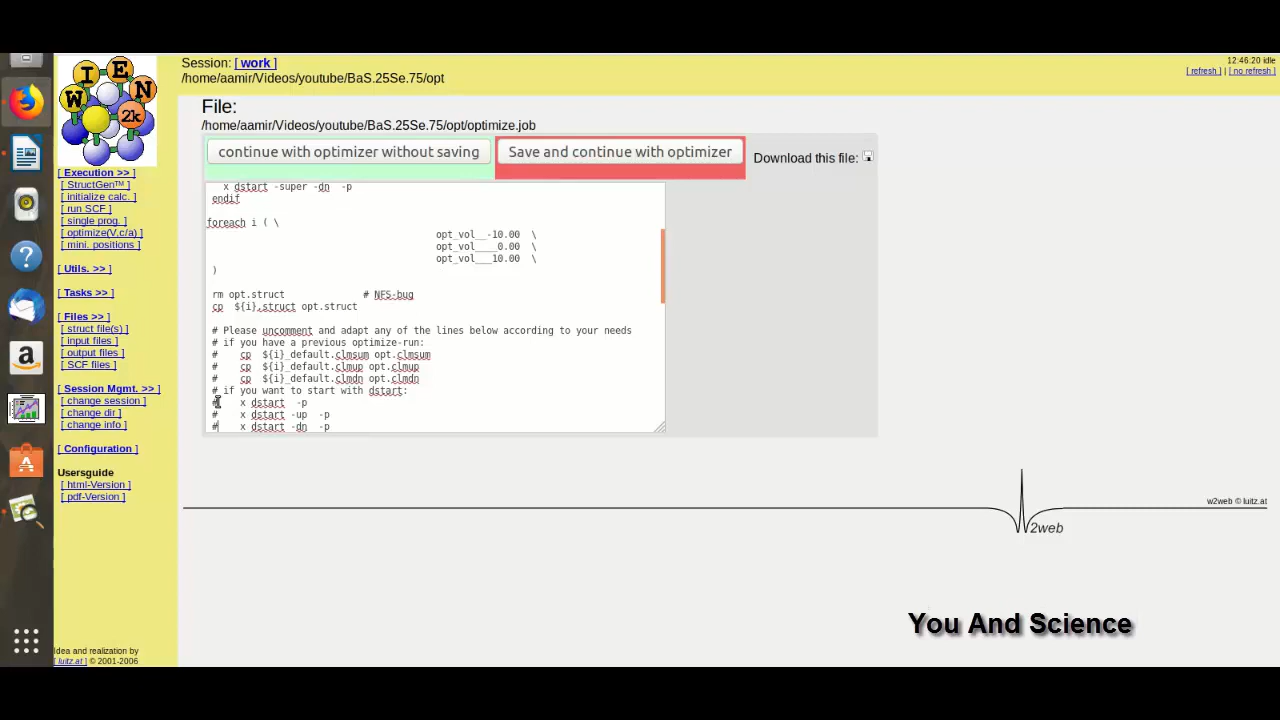 Session: [ work ]
/home/aamir/Videos/youtube/BaS.25Se.75/opt
12:46.20 idle
[ refresh ] | [ no refresh ]
W I E N 2k
[ Execution >> ]
[ StructGen™ ]
[ initialize calc. ]
[ run SCF ]
[ single prog. ]
[ optimize(V,c/a) ]
[ mini. positions ]
[ Utils. >> ]
[ Tasks >> ]
[ Files >> ]
[ struct file(s) ]
[ input files ]
[ output files ]
[ SCF files ]
[ Session Mgmt. >> ]
[ change session ]
[ change dir ]
[ change info ]
[ Configuration ]
Usersguide
[ html-Version ]
[ pdf-Version ]
Idea and realization by
[ luitz.at ] © 2001-2006
File:
/home/aamir/Videos/youtube/BaS.25Se.75/opt/optimize.job
continue with optimizer without saving
Save and continue with optimizer
Download this file:
x dstart -super -dn -p
endif
foreach i ( \
opt_vol__-10.00 \
opt_vol____0.00 \
opt_vol___10.00 \
)
rm opt.struct # NFS-bug
cp ${i}.struct opt.struct
# Please uncomment and adapt any of the lines below according to your needs
# if you have a previous optimize-run:
# cp ${i}_default.clmsum opt.clmsum
# cp ${i}_default.clmup opt.clmup
# cp ${i}_default.clmdn opt.clmdn
# if you want to start with dstart:
# x dstart -p
# x dstart -up -p
# x dstart -dn -p
w2web © luitz.at
2web
You And Science